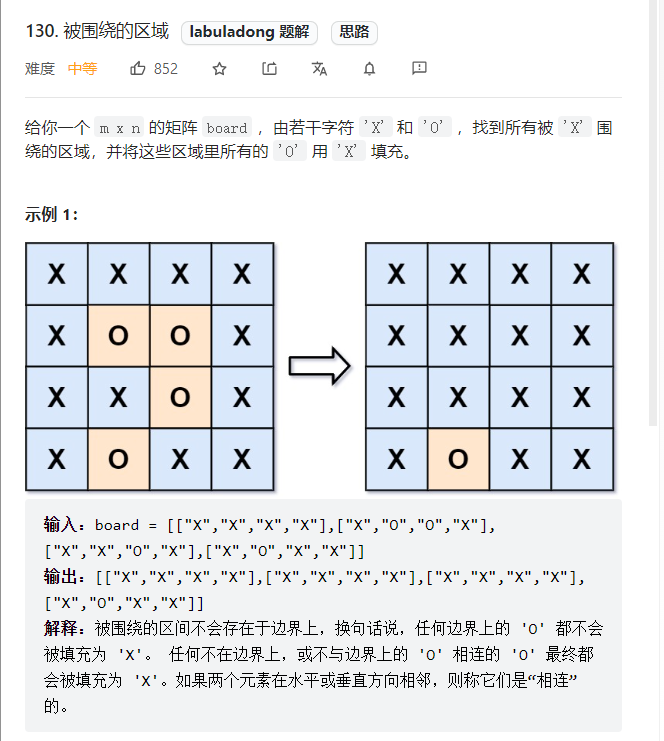 130. 被围绕的区域 labuladong 题解 思路
难度 中等 852
给你一个 m x n 的矩阵 board ，由若干字符 'X' 和 'O' ，找到所有被 'X' 围
绕的区域，并将这些区域里所有的 'O' 用 'X' 填充。
示例 1：
X X X X X X X X
X O O X X X X X
X X O X X X X X
X O X X X O X X
输入：board = [["X","X","X","X"],["X","O","O","X"],
["X","X","O","X"],["X","O","X","X"]]
输出：[["X","X","X","X"],["X","X","X","X"],["X","X","X","X"],
["X","O","X","X"]]
解释：被围绕的区间不会存在于边界上，换句话说，任何边界上的 'O' 都不会
被填充为 'X'。 任何不在边界上，或不与边界上的 'O' 相连的 'O' 最终都
会被填充为 'X'。如果两个元素在水平或垂直方向相邻，则称它们是“相连”
的。